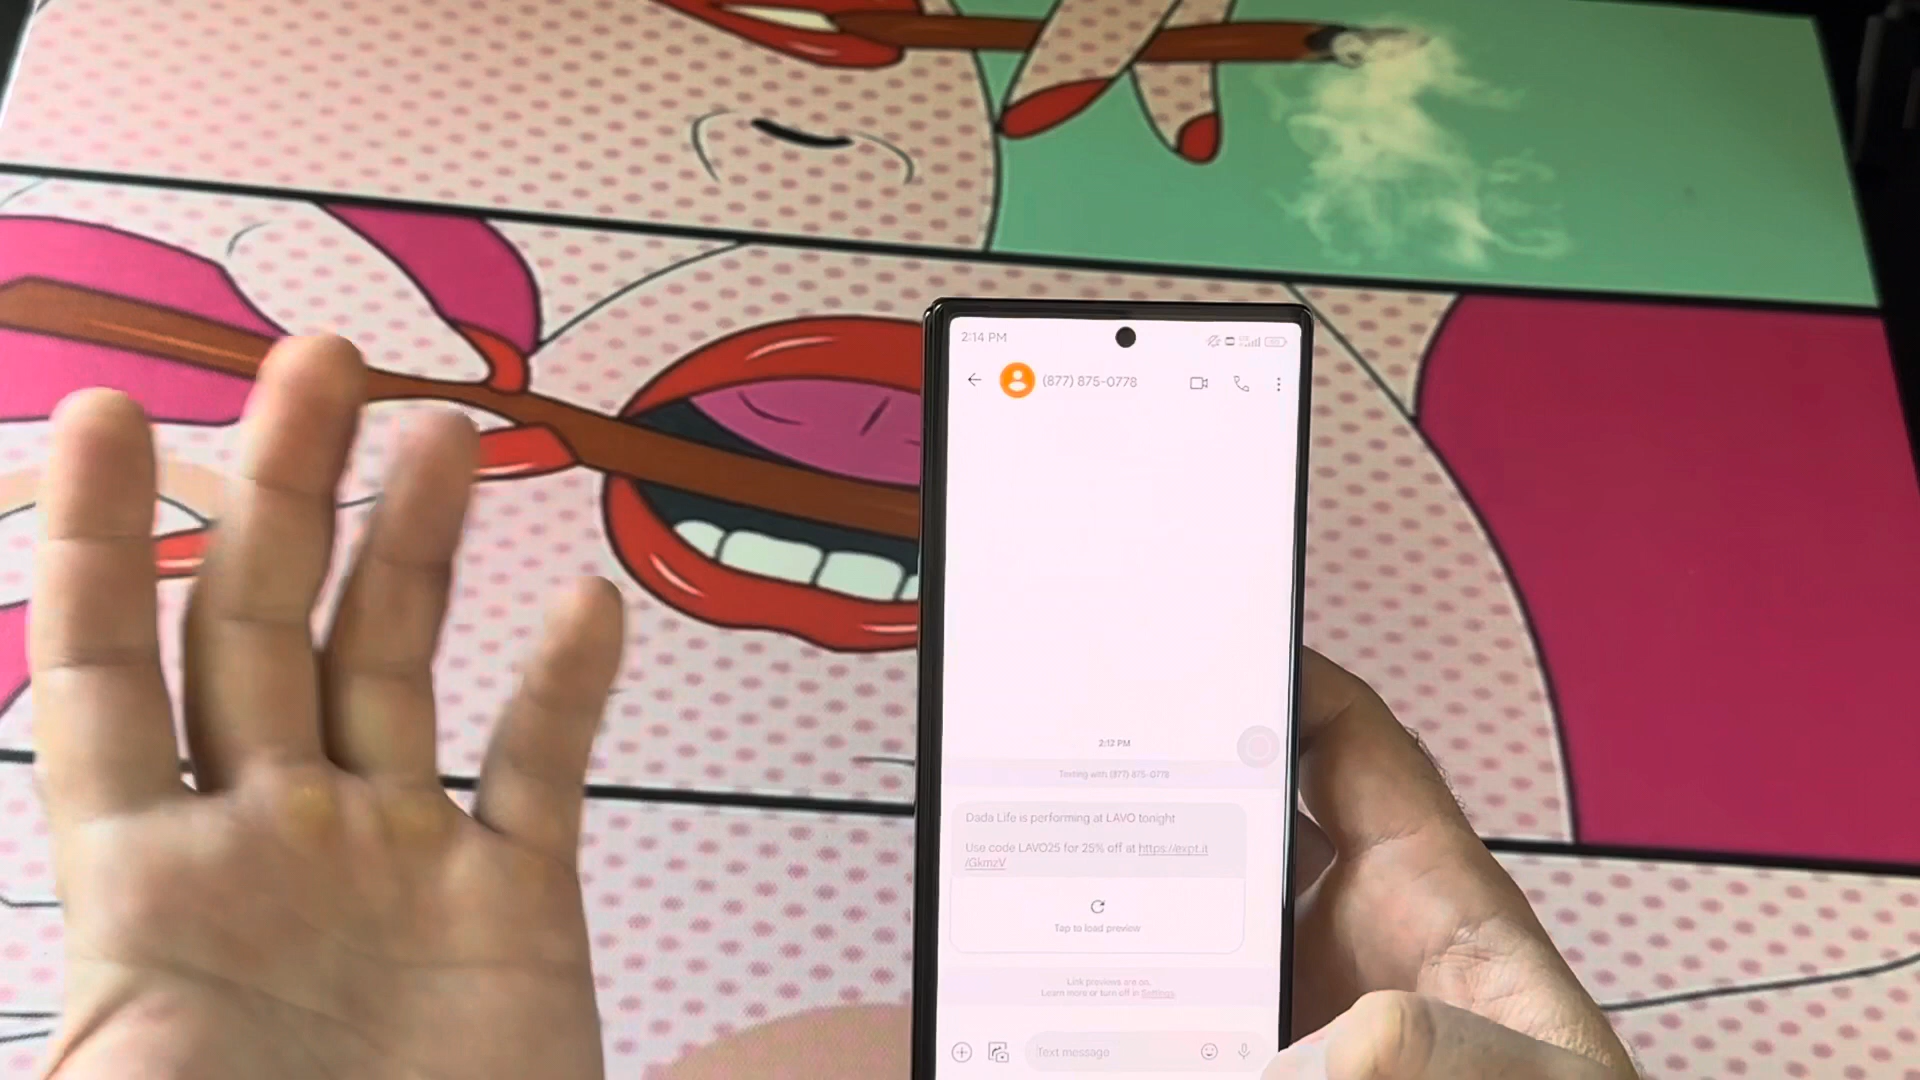 2:14 PM
(877) 875-0778
2:12 PM
Texting with (877) 875-0778
Dada Life is performing at LAVO tonight
Use code LAVO25 for 25% off at https://expt.it
/GkmzV
Tap to load preview
Link previews are on.
Learn more or turn off in Settings.
Text message